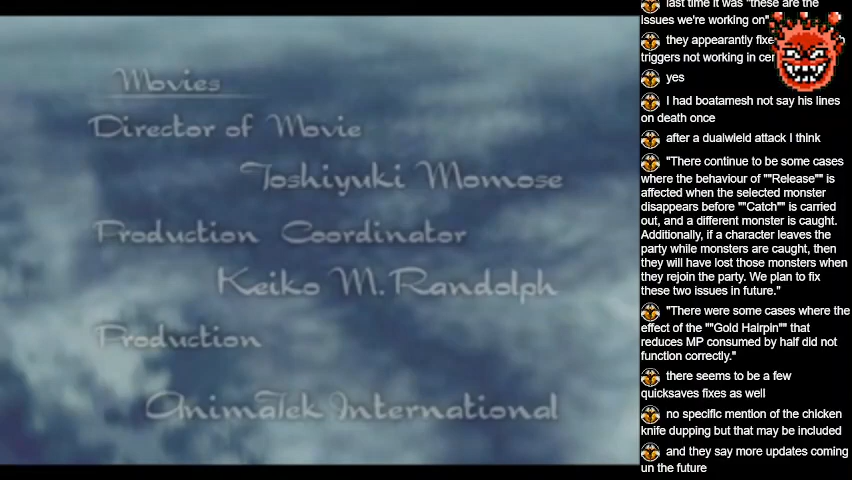 Movies
Director of Movie
Toshiyuki Momose
Production Coordinator
Keiko M. Randolph
Production
AnimaTek International
last time it was "these are the
issues we're working on"
they appearantly fixe
triggers not working in cer
yes
I had boatamesh not say his lines
on death once
after a dualwield attack I think
"There continue to be some cases
where the behaviour of ""Release"" is
affected when the selected monster
disappears before ""Catch"" is carried
out, and a different monster is caught.
Additionally, if a character leaves the
party while monsters are caught, then
they will have lost those monsters when
they rejoin the party. We plan to fix
these two issues in future."
"There were some cases where the
effect of the ""Gold Hairpin"" that
reduces MP consumed by half did not
function correctly."
there seems to be a few
quicksaves fixes as well
no specific mention of the chicken
knife dupping but that may be included
and they say more updates coming
un the future